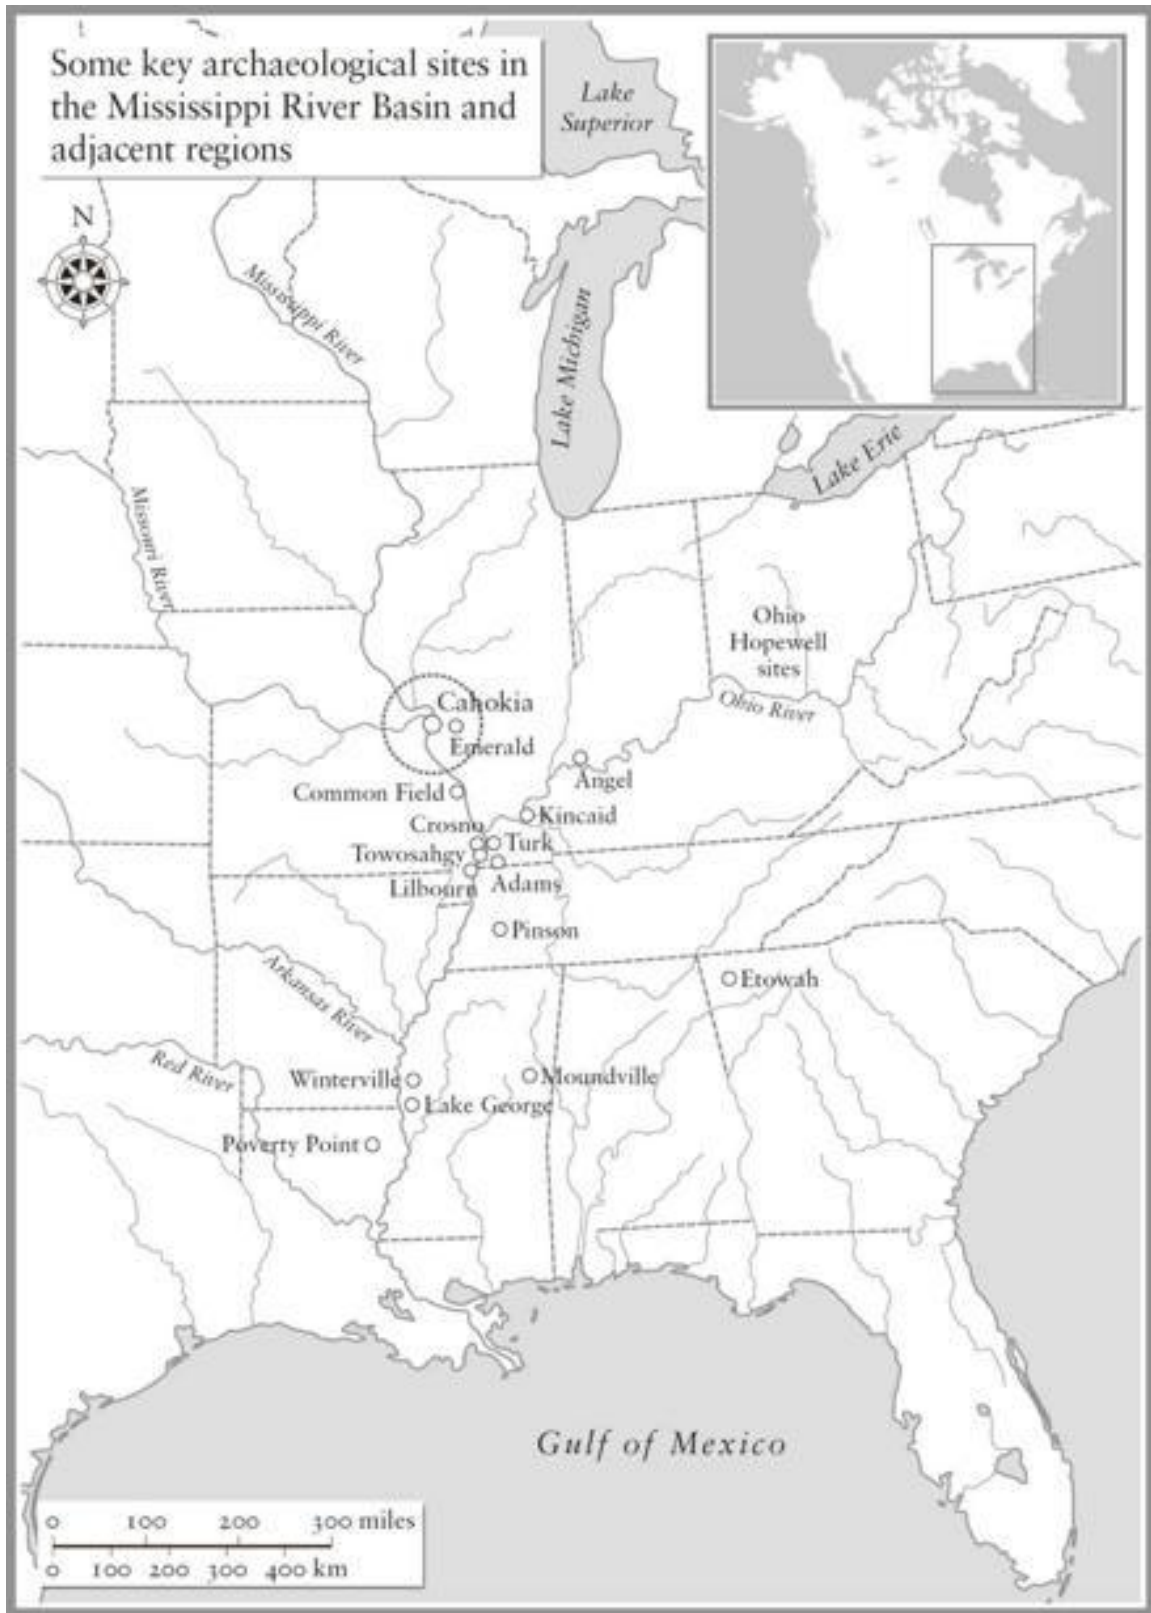 Some key archaeological sites in
the Mississippi River Basin and
adjacent regions
Lake
Superior
N
Mississippi River
Lake Michigan
Lake Erie
Missouri River
Ohio
Hopewell
sites
Ohio River
Cahokia
Emerald
Angel
Common Field
Kincaid
Crosno
Turk
Towosahgy
Lilbourn
Adams
Pinson
Arkansas River
Etowah
Red River
Winterville
Moundville
Lake George
Poverty Point
Gulf of Mexico
0 100 200 300 miles
0 100 200 300 400 km